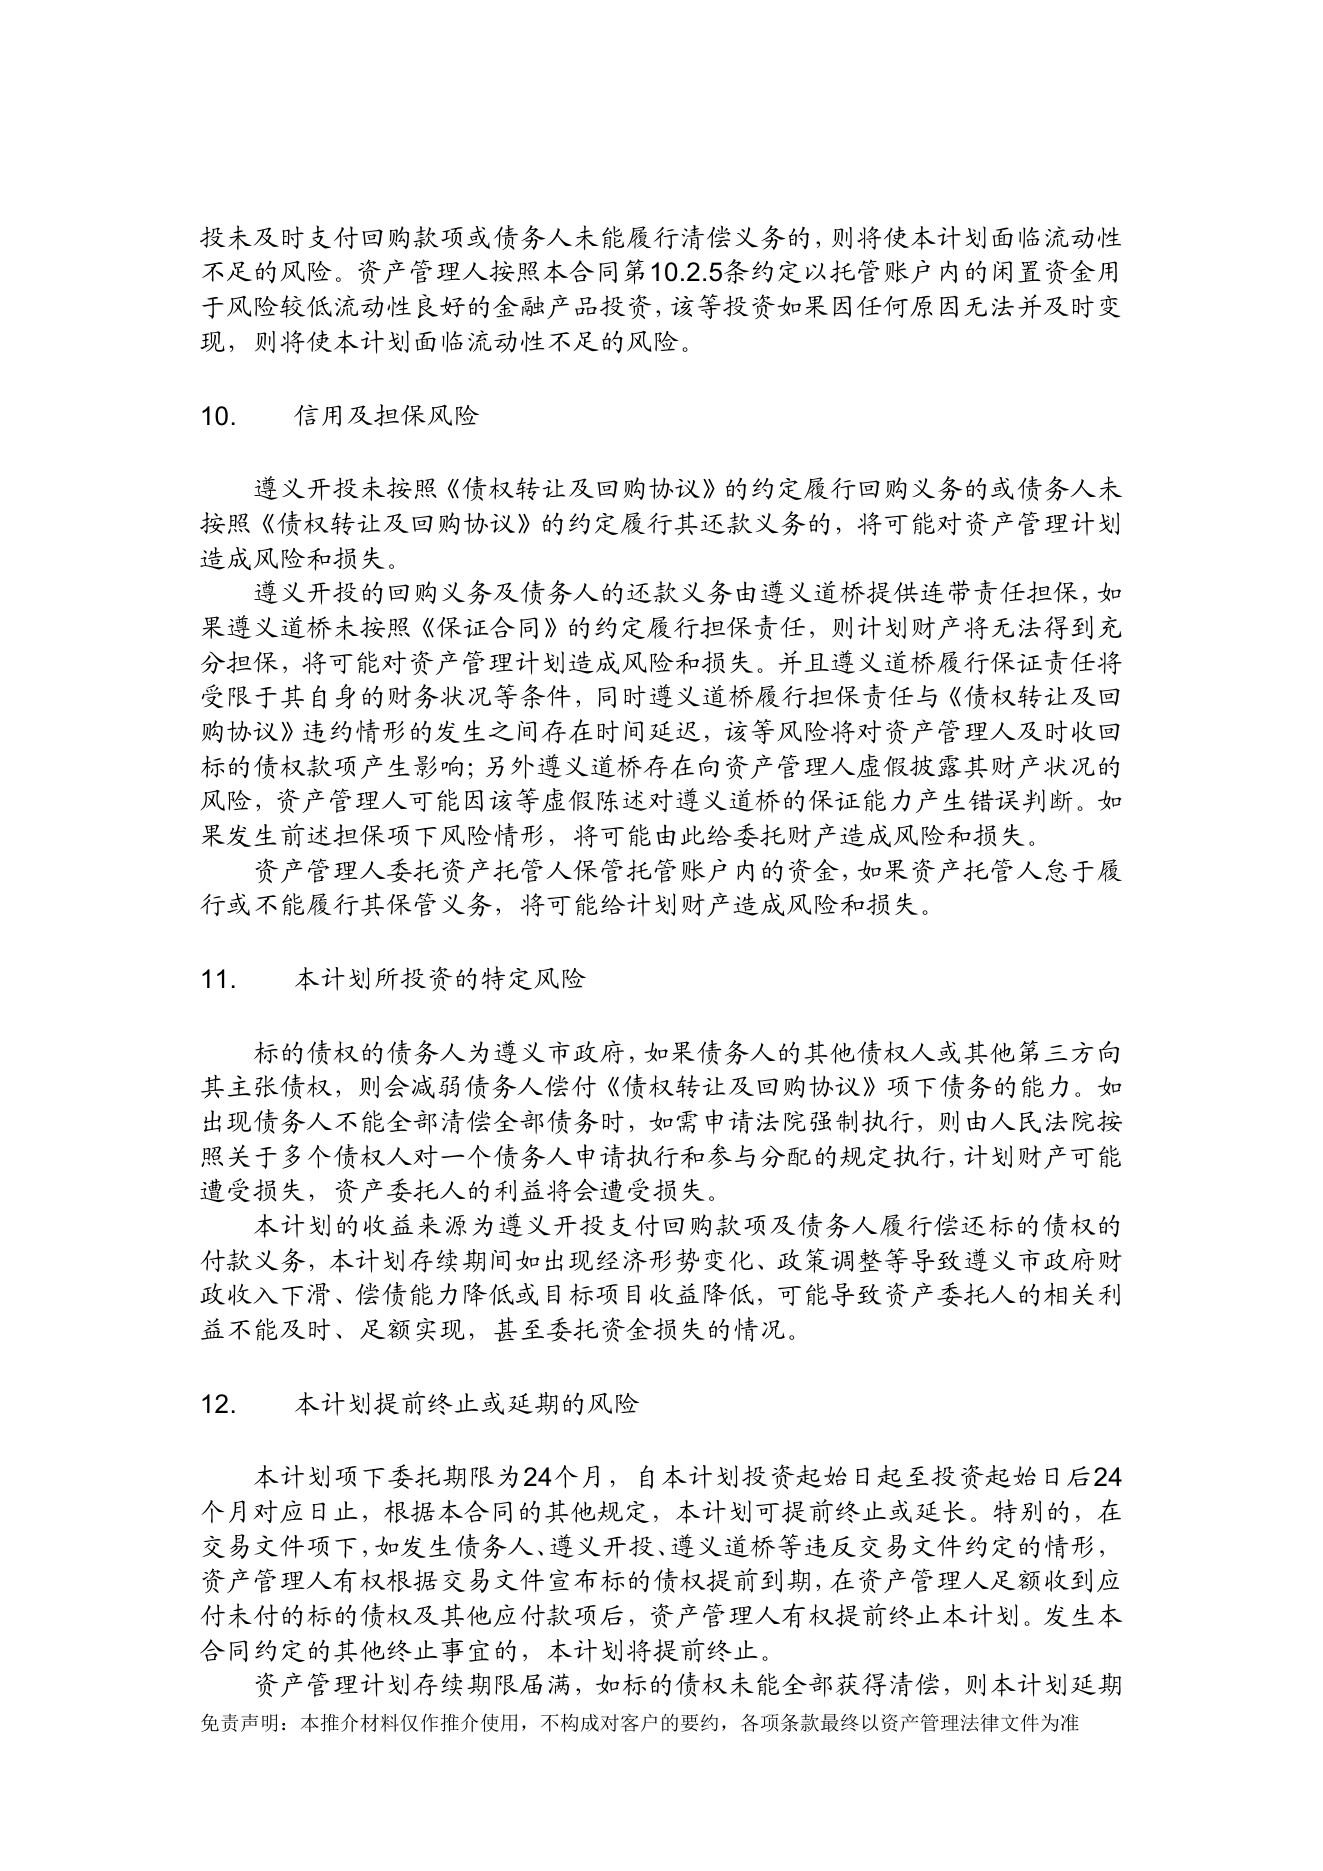 投未及时支付回购款项或债务人未能履行清偿义务的，则将使本计划面临流动性
不足的风险。资产管理人按照本合同第10.2.5条约定以托管账户内的闲置资金用
于风险较低流动性良好的金融产品投资，该等投资如果因任何原因无法并及时变
现，则将使本计划面临流动性不足的风险。
10. 信用及担保风险
遵义开投未按照《债权转让及回购协议》的约定履行回购义务的或债务人未
按照《债权转让及回购协议》的约定履行其还款义务的，将可能对资产管理计划
造成风险和损失。
遵义开投的回购义务及债务人的还款义务由遵义道桥提供连带责任担保，如
果遵义道桥未按照《保证合同》的约定履行担保责任，则计划财产将无法得到充
分担保，将可能对资产管理计划造成风险和损失。并且遵义道桥履行保证责任将
受限于其自身的财务状况等条件，同时遵义道桥履行担保责任与《债权转让及回
购协议》违约情形的发生之间存在时间延迟，该等风险将对资产管理人及时收回
标的债权款项产生影响；另外遵义道桥存在向资产管理人虚假披露其财产状况的
风险，资产管理人可能因该等虚假陈述对遵义道桥的保证能力产生错误判断。如
果发生前述担保项下风险情形，将可能由此给委托财产造成风险和损失。
资产管理人委托资产托管人保管托管账户内的资金，如果资产托管人怠于履
行或不能履行其保管义务，将可能给计划财产造成风险和损失。
11. 本计划所投资的特定风险
标的债权的债务人为遵义市政府，如果债务人的其他债权人或其他第三方向
其主张债权，则会减弱债务人偿付《债权转让及回购协议》项下债务的能力。如
出现债务人不能全部清偿全部债务时，如需申请法院强制执行，则由人民法院按
照关于多个债权人对一个债务人申请执行和参与分配的规定执行，计划财产可能
遭受损失，资产委托人的利益将会遭受损失。
本计划的收益来源为遵义开投支付回购款项及债务人履行偿还标的债权的
付款义务，本计划存续期间如出现经济形势变化、政策调整等导致遵义市政府财
政收入下滑、偿债能力降低或目标项目收益降低，可能导致资产委托人的相关利
益不能及时、足额实现，甚至委托资金损失的情况。
12. 本计划提前终止或延期的风险
本计划项下委托期限为24个月，自本计划投资起始日起至投资起始日后24
个月对应日止，根据本合同的其他规定，本计划可提前终止或延长。特别的，在
交易文件项下，如发生债务人、遵义开投、遵义道桥等违反交易文件约定的情形，
资产管理人有权根据交易文件宣布标的债权提前到期，在资产管理人足额收到应
付未付的标的债权及其他应付款项后，资产管理人有权提前终止本计划。发生本
合同约定的其他终止事宜的，本计划将提前终止。
资产管理计划存续期限届满，如标的债权未能全部获得清偿，则本计划延期
免责声明：本推介材料仅作推介使用，不构成对客户的要约，各项条款最终以资产管理法律文件为准